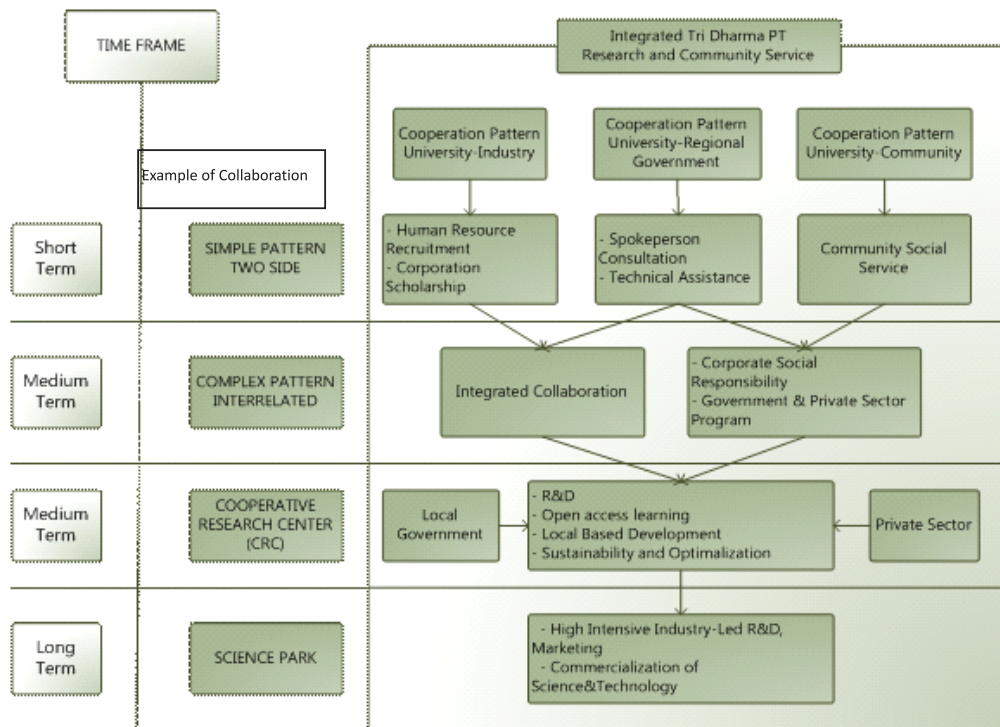 TIME FRAME
Integrated Tri Dharma PT
Research and Community Service
Example of Collaboration
Cooperation Pattern
University-Industry
Cooperation Pattern
University-Regional
Government
Cooperation Pattern
University-Community
Short
Term
SIMPLE PATTERN
TWO SIDE
- Human Resource
Recruitment
- Corporation
Scholarship
- Spokeperson
Consultation
- Technical Assistance
Community Social
Service
Medium
Term
COMPLEX PATTERN
INTERRELATED
Integrated Collaboration
- Corporate Social
Responsibility
- Government & Private Sector
Program
Medium
Term
COOPERATIVE
RESEARCH CENTER
(CRC)
Local
Government
- R&D
- Open access learning
- Local Based Development
- Sustainability and Optimalization
Private Sector
Long
Term
SCIENCE PARK
- High Intensive Industry-Led R&D,
Marketing
- Commercialization of
Science&Technology